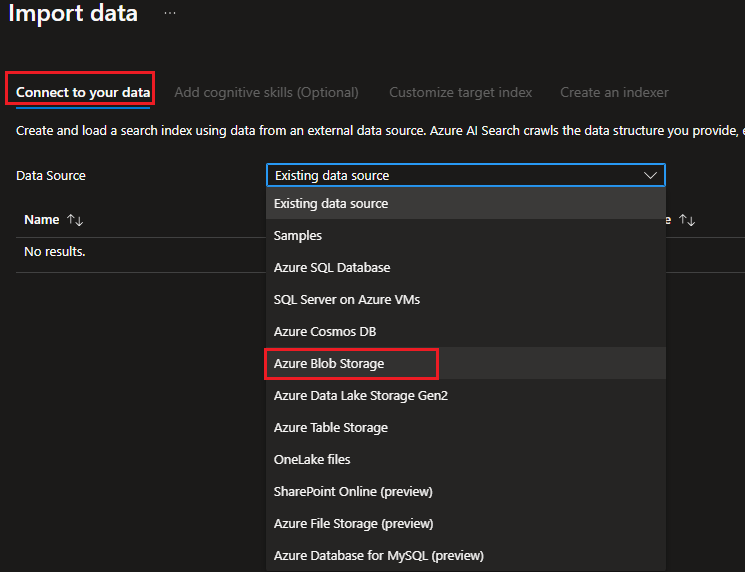 Import data ...
Connect to your data Add cognitive skills (Optional) Customize target index Create an indexer
Create and load a search index using data from an external data source. Azure AI Search crawls the data structure you provide,
Data Source Existing data source
Existing data source
Name ↑↓
Samples
No results.
Azure SQL Database
SQL Server on Azure VMs
Azure Cosmos DB
Azure Blob Storage
Azure Data Lake Storage Gen2
Azure Table Storage
OneLake files
SharePoint Online (preview)
Azure File Storage (preview)
Azure Database for MySQL (preview)